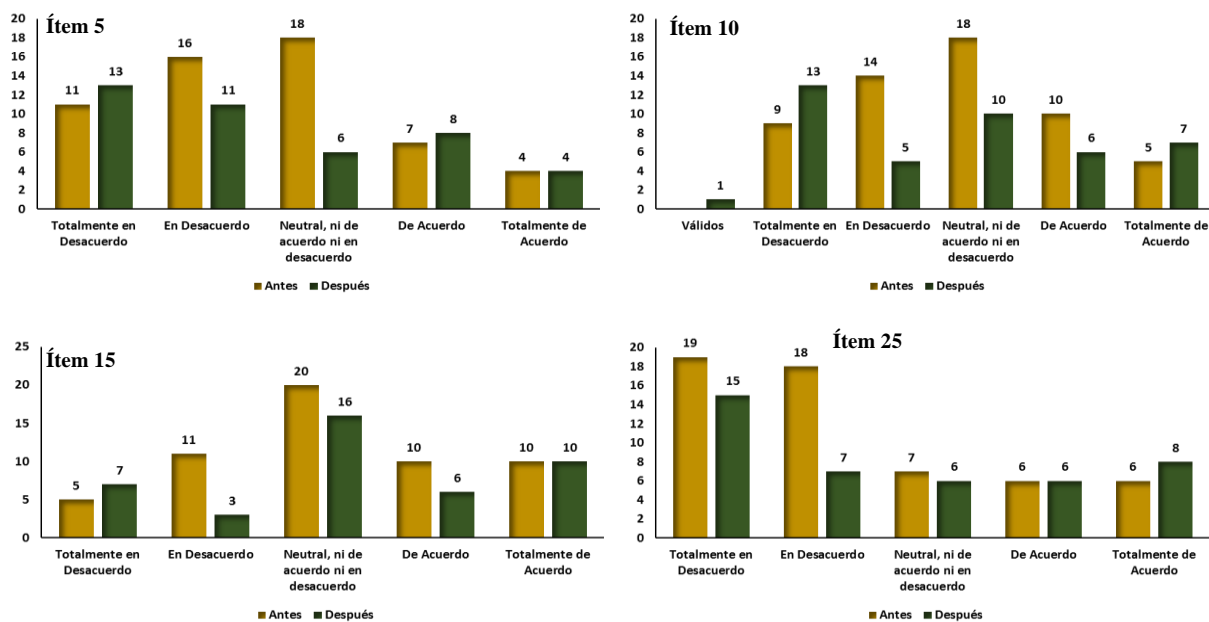 Ítem 5
20
18
16
14
12
10
8
6
4
2
0
11
13
16
11
18
6
7
8
4
4
Totalmente en
Desacuerdo
En Desacuerdo
Neutral, ni de
acuerdo ni en
desacuerdo
De Acuerdo
Totalmente de
Acuerdo
Antes
Después
Ítem 10
20
18
16
14
12
10
8
6
4
2
0
1
9
13
14
5
18
10
10
6
5
7
Válidos
Totalmente en
Desacuerdo
En Desacuerdo
Neutral, ni de
acuerdo ni en
desacuerdo
De Acuerdo
Totalmente de
Acuerdo
Antes
Después
Ítem 15
25
20
15
10
5
0
5
7
11
3
20
16
10
6
10
10
Totalmente en
Desacuerdo
En Desacuerdo
Neutral, ni de
acuerdo ni en
desacuerdo
De Acuerdo
Totalmente de
Acuerdo
Antes
Después
Ítem 25
20
18
16
14
12
10
8
6
4
2
0
19
15
18
7
7
6
6
6
6
8
Totalmente en
Desacuerdo
En Desacuerdo
Neutral, ni de
acuerdo ni en
desacuerdo
De Acuerdo
Totalmente de
Acuerdo
Antes
Después